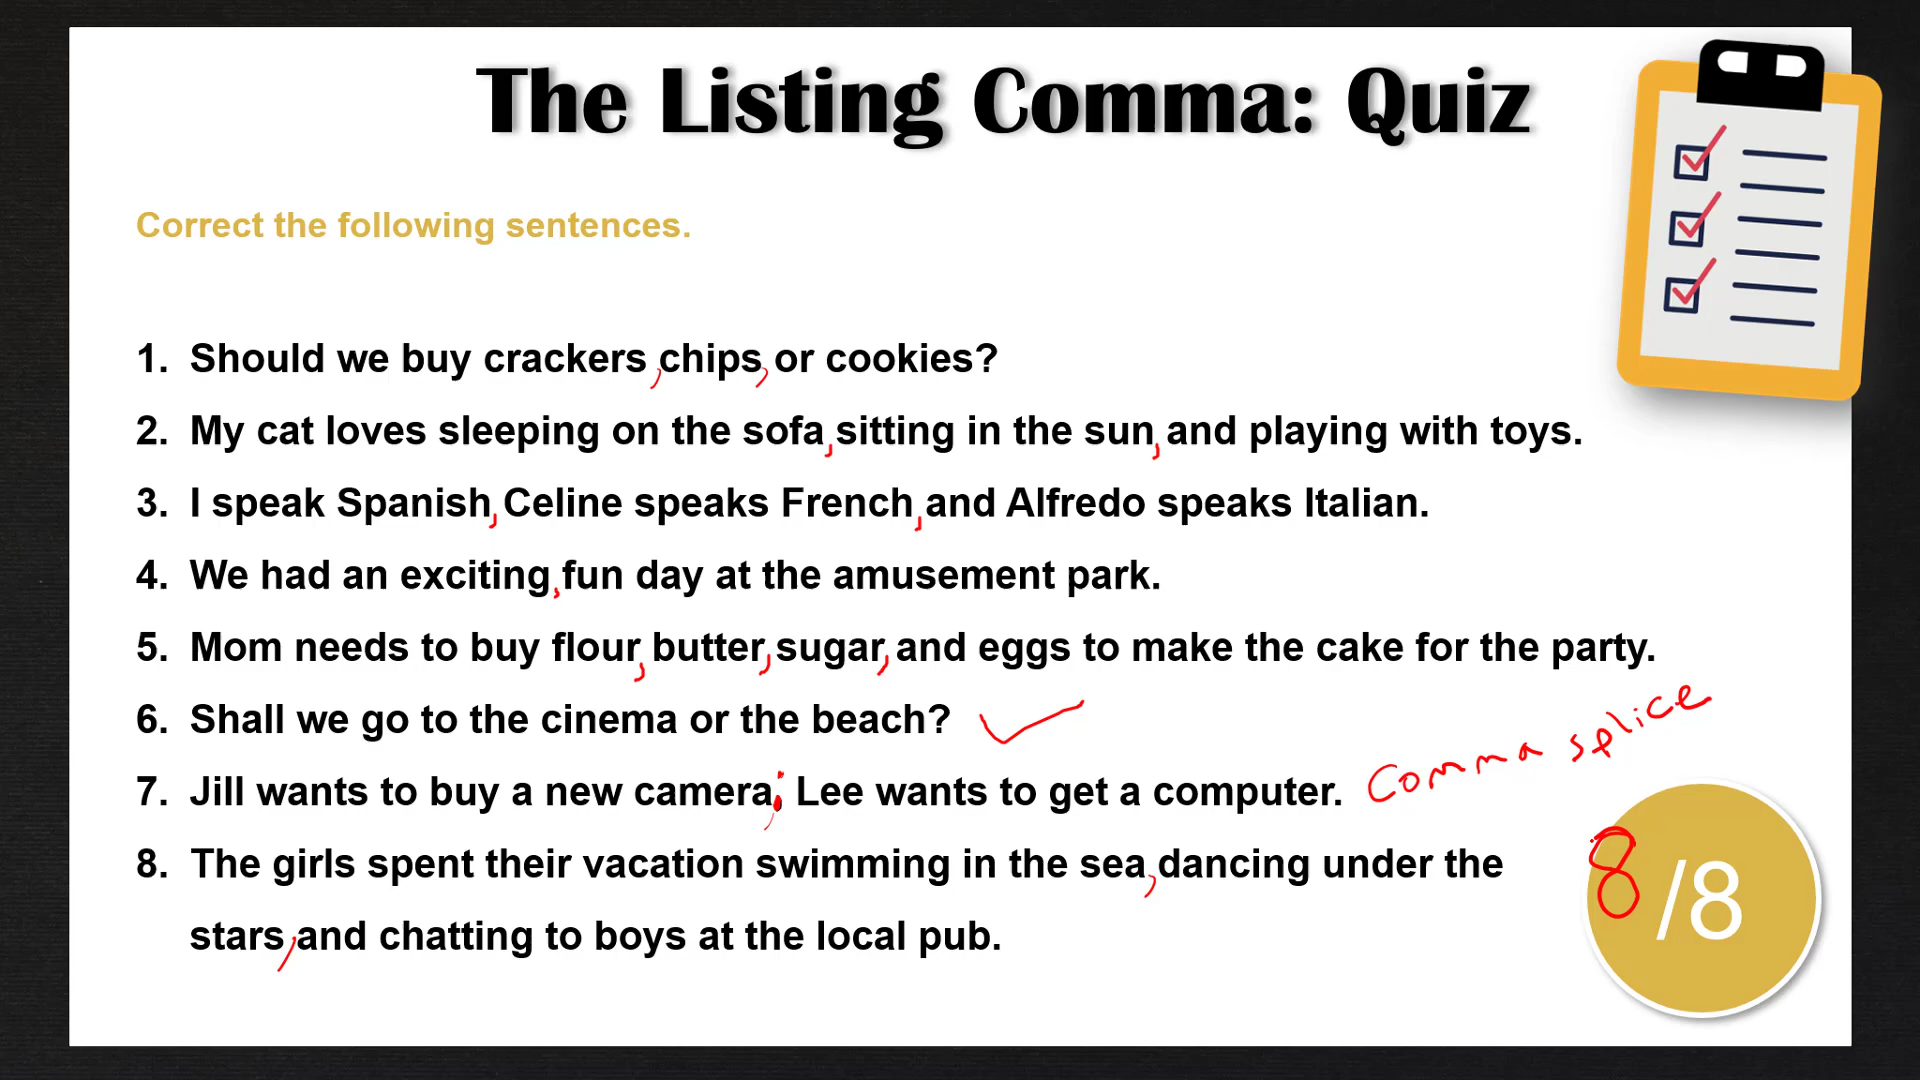 The Listing Comma: Quiz
Correct the following sentences.
1. Should we buy crackers, chips, or cookies?
2. My cat loves sleeping on the sofa, sitting in the sun, and playing with toys.
3. I speak Spanish, Celine speaks French, and Alfredo speaks Italian.
4. We had an exciting, fun day at the amusement park.
5. Mom needs to buy flour, butter, sugar, and eggs to make the cake for the party.
6. Shall we go to the cinema or the beach?
7. Jill wants to buy a new camera; Lee wants to get a computer. Comma splice
8. The girls spent their vacation swimming in the sea, dancing under the
stars, and chatting to boys at the local pub.
8/8